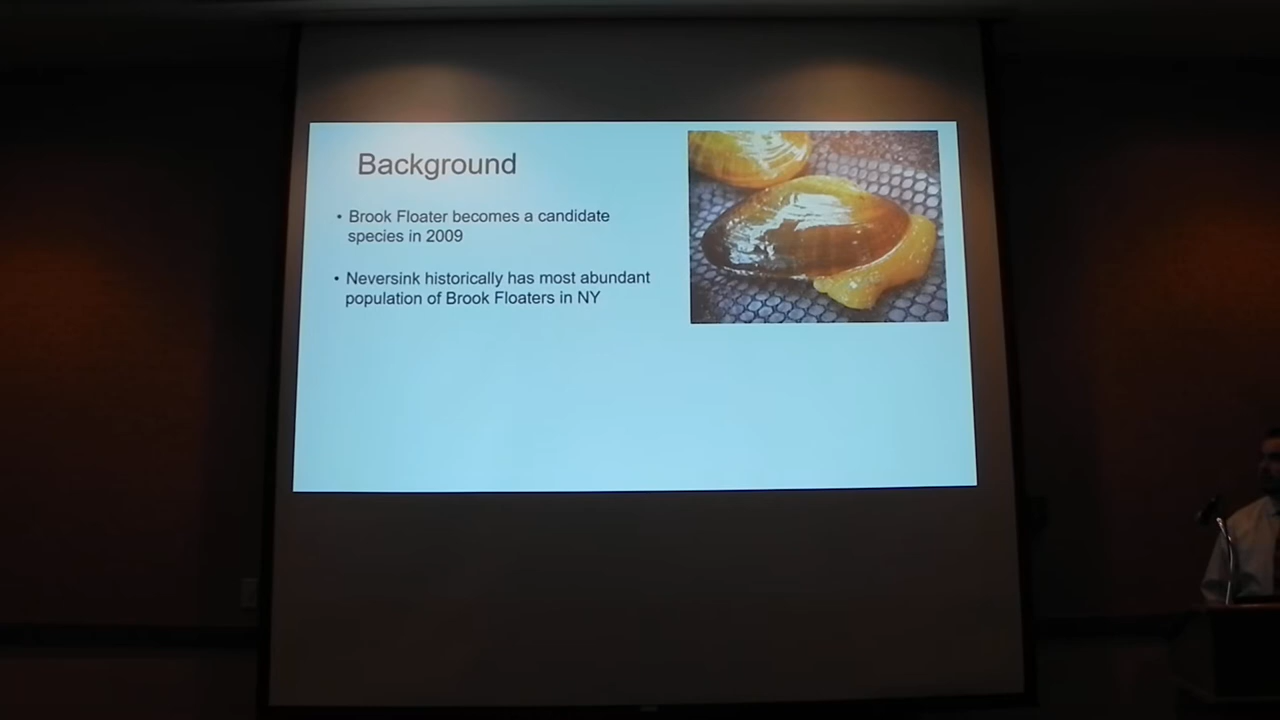 Background
• Brook Floater becomes a candidate
species in 2009
• Neversink historically has most abundant
population of Brook Floaters in NY